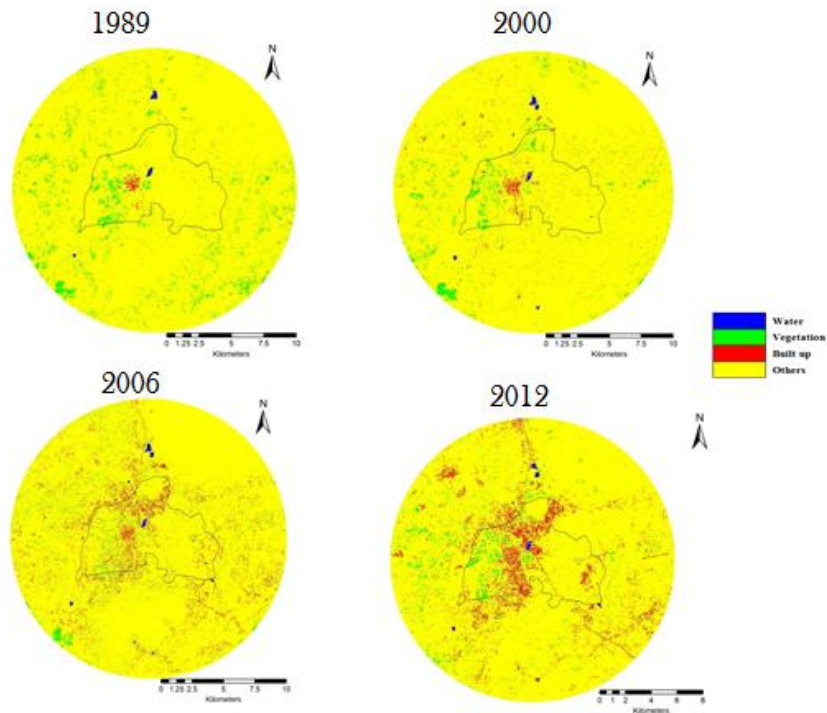 1989
2000
N
N
0 1.25 2.5 5 7.5 10
Kilometers
0 1.25 2.5 5 7.5 10
Kilometers
Water
Vegetation
Built up
Others
2006
2012
N
N
0 1.25 2.5 5 7.5 10
Kilometers
0 1 2 4 6 8
Kilometers